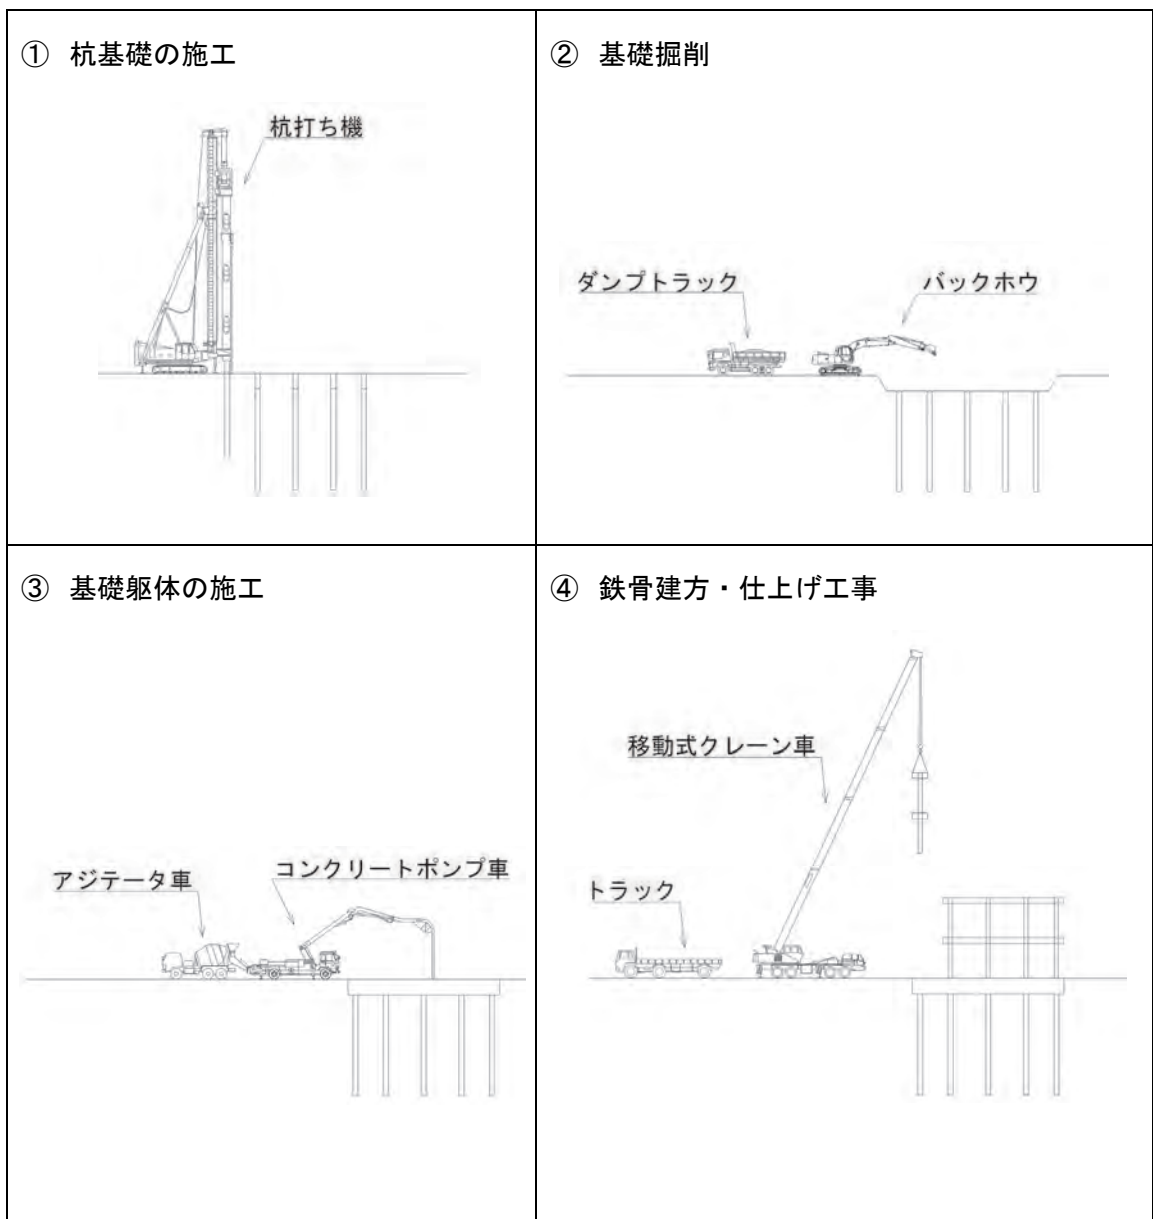 ① 杭基礎の施工
杭打ち機
② 基礎掘削
ダンプトラック
バックホウ
③ 基礎躯体の施工
アジテータ車
コンクリートポンプ車
④ 鉄骨建方・仕上げ工事
移動式クレーン車
トラック